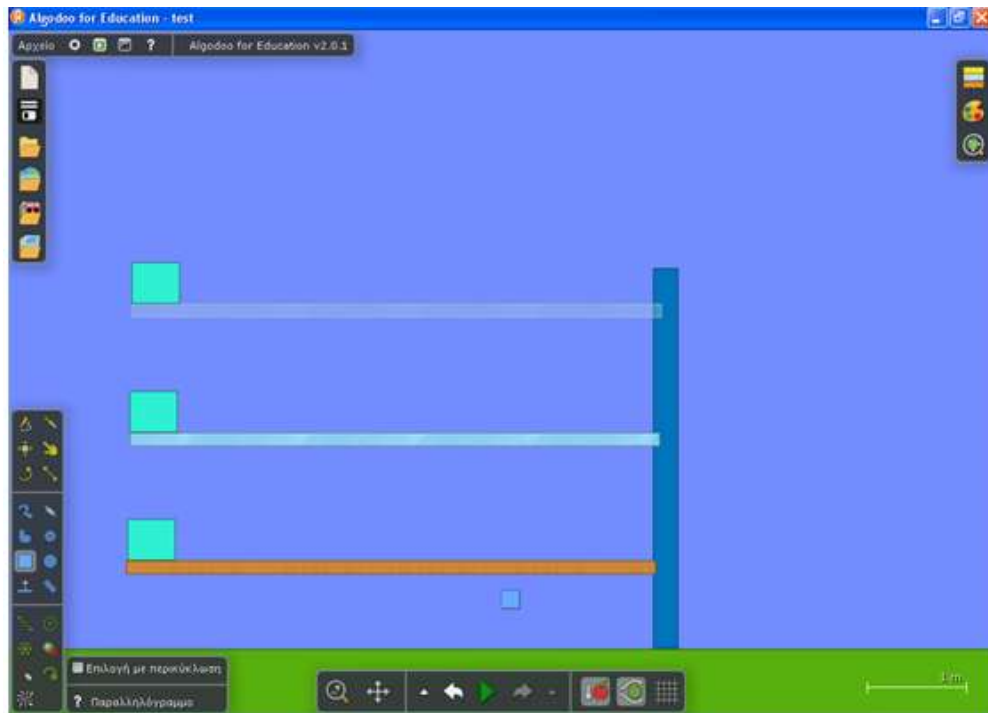 Algodoo for Education - test
Αρχείο ? Algodoo for Education v2.0.1
Επιλογή με περικύκλωση
? Παραλληλόγραμμο
1 m